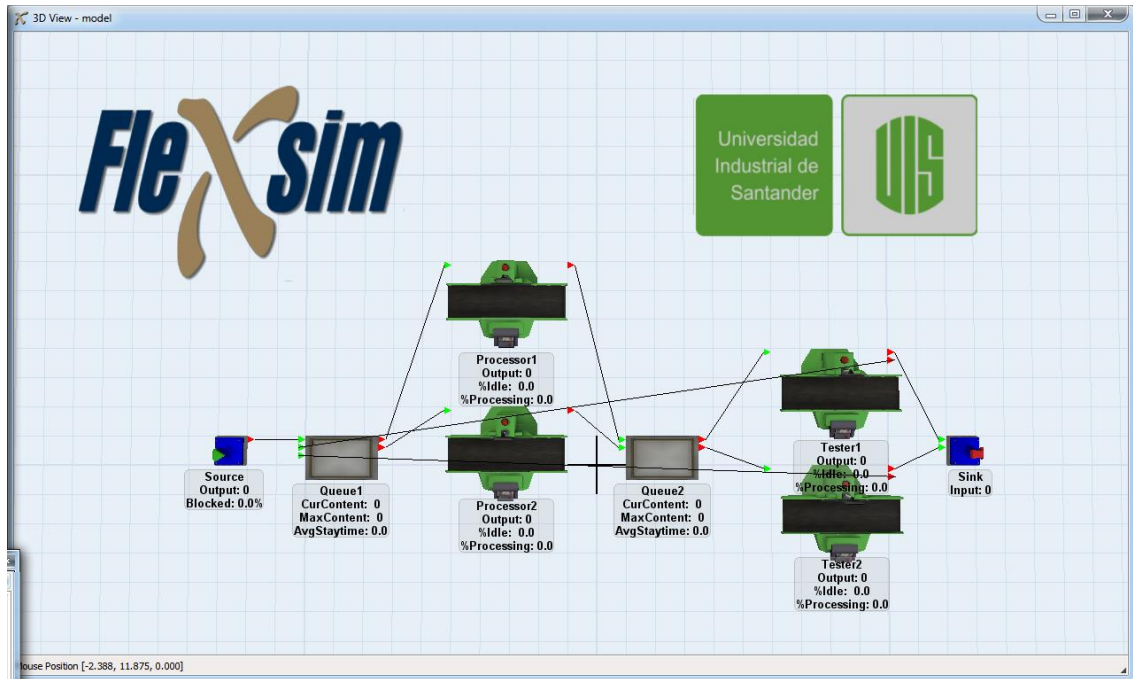 3D View - model
FleXsim
Universidad
Industrial de
Santander
UIS
Processor1
Output: 0
%Idle: 0.0
%Processing: 0.0
Source
Output: 0
Blocked: 0.0%
Queue1
CurContent: 0
MaxContent: 0
AvgStaytime: 0.0
Processor2
Output: 0
%Idle: 0.0
%Processing: 0.0
Queue2
CurContent: 0
MaxContent: 0
AvgStaytime: 0.0
Tester1
Output: 0
%Idle: 0.0
%Processing: 0.0
Sink
Input: 0
Tester2
Output: 0
%Idle: 0.0
%Processing: 0.0
Mouse Position [-2.388, 11.875, 0.000]